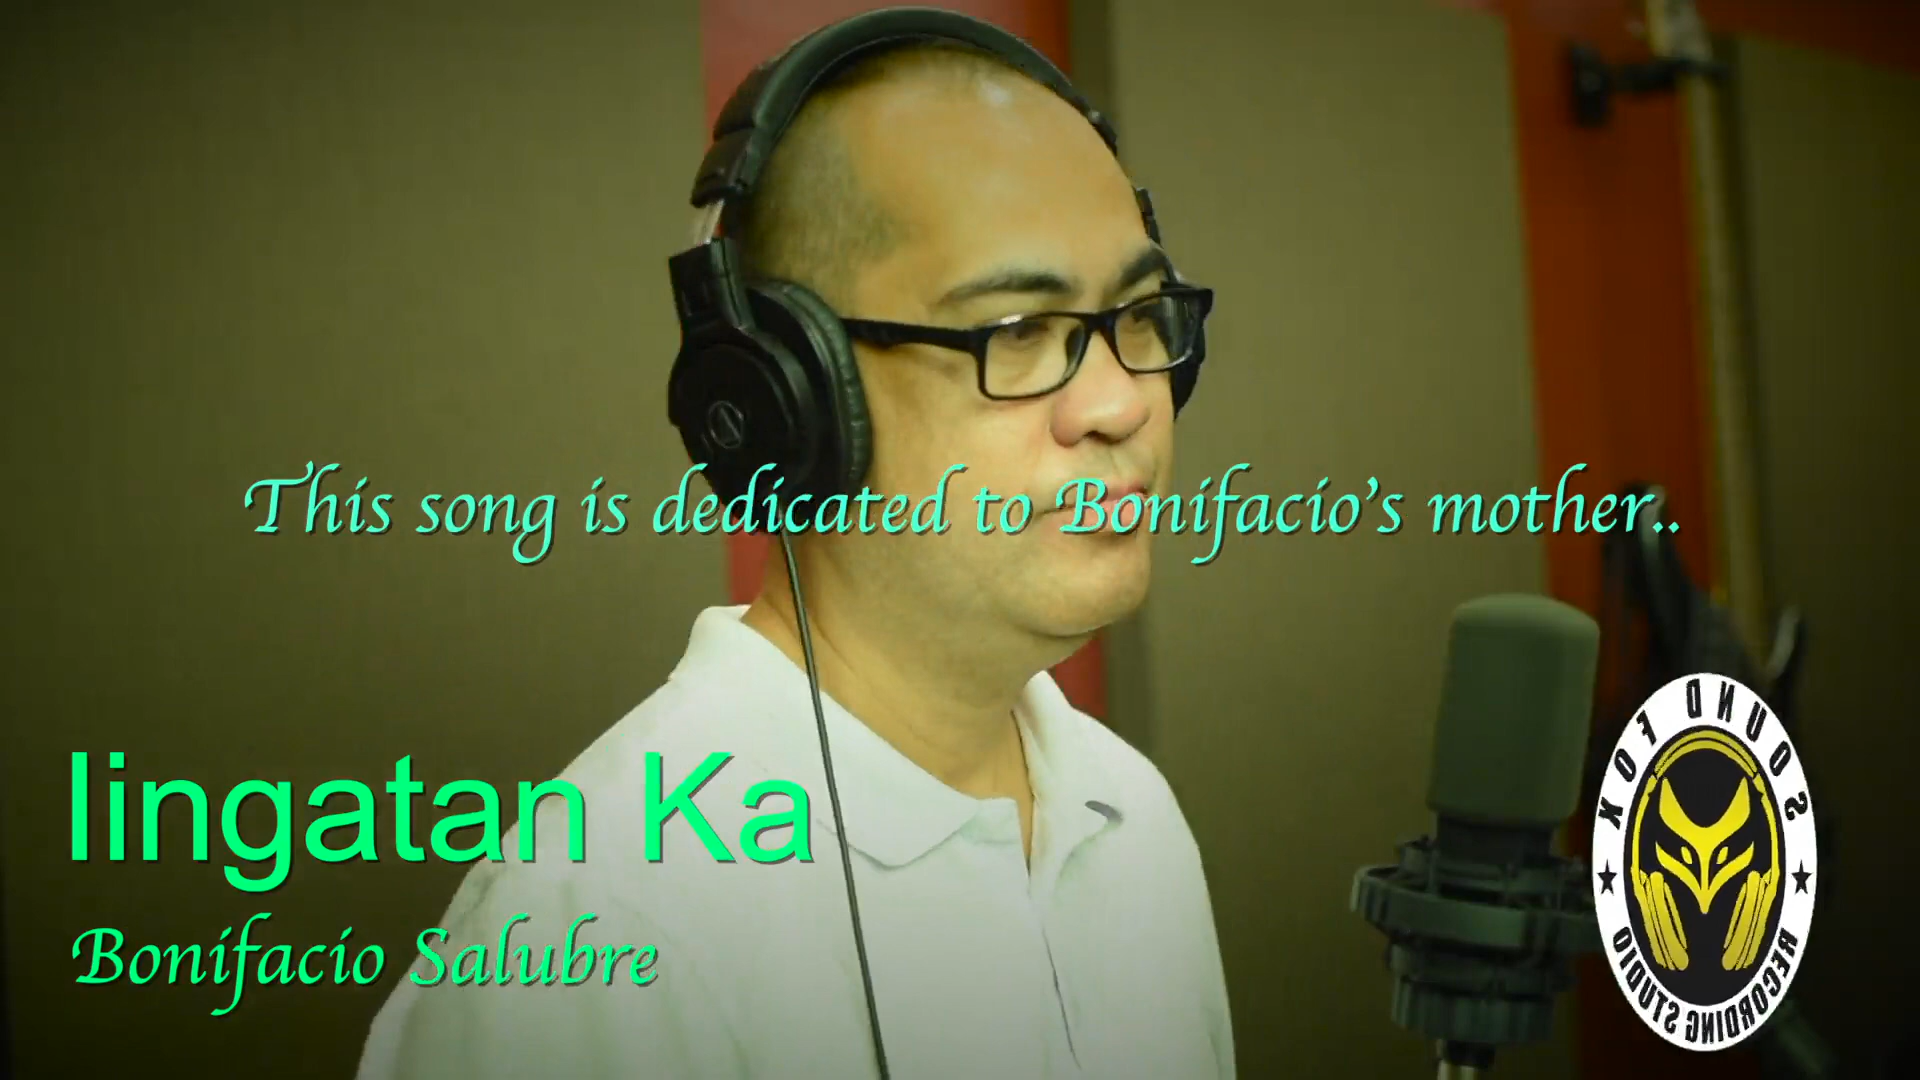 This song is dedicated to Bonifacio's mother..
Iingatan Ka
Bonifacio Salubre
SOUND FOX
RECORDING STUDIO